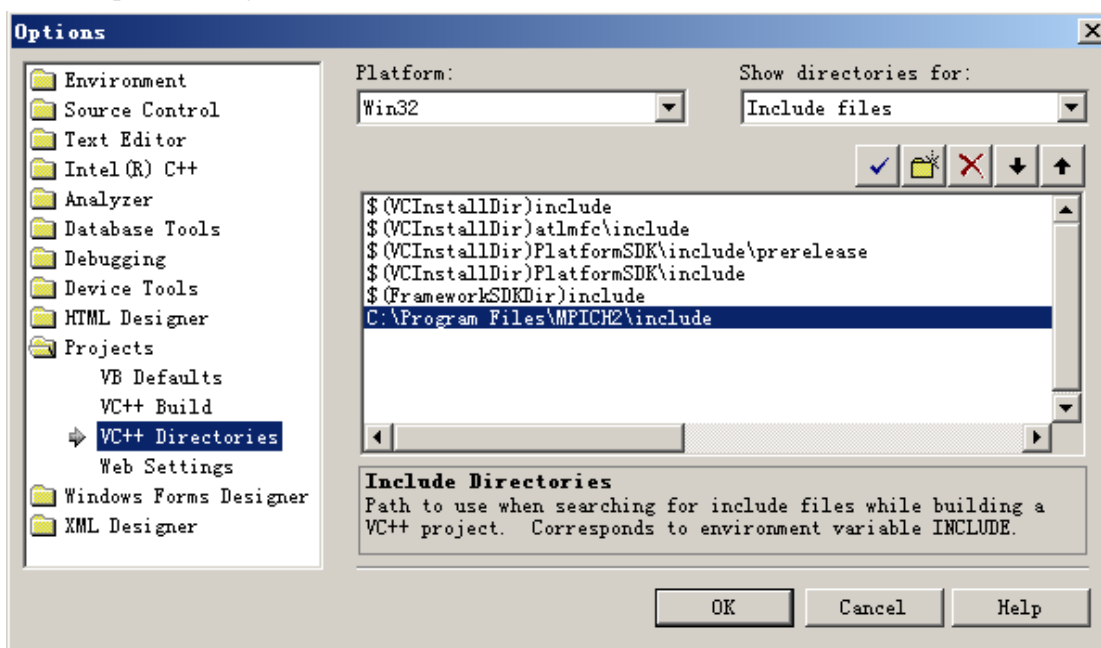 Options
Environment
Source Control
Text Editor
Intel(R) C++
Analyzer
Database Tools
Debugging
Device Tools
HTML Designer
Projects
VB Defaults
VC++ Build
VC++ Directories
Web Settings
Windows Forms Designer
XML Designer
Platform:
Win32
Show directories for:
Include files
$(VCInstallDir)include
$(VCInstallDir)atlmfc\include
$(VCInstallDir)PlatformSDK\include\prerelease
$(VCInstallDir)PlatformSDK\include
$(FrameworkSDKDir)include
C:\Program Files\MPICH2\include
Include Directories
Path to use when searching for include files while building a
VC++ project.  Corresponds to environment variable INCLUDE.
OK
Cancel
Help